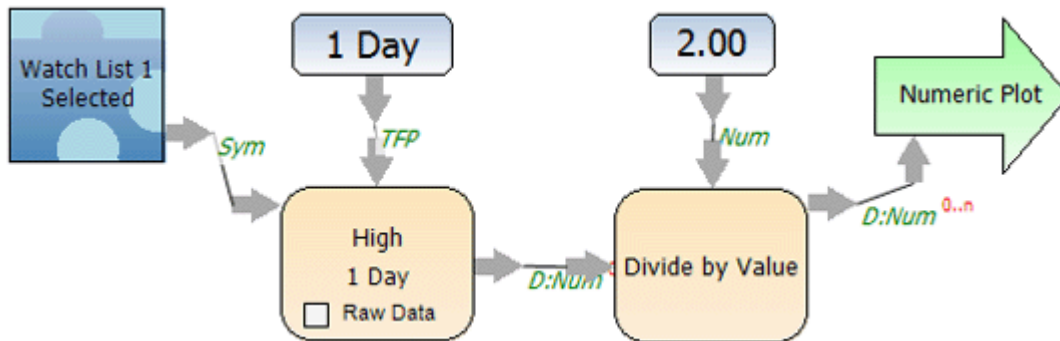 Watch List 1
Selected
1 Day
2.00
Numeric Plot
Sym
TFP
Num
D:Num 0..n
High
1 Day
Raw Data
D:Num
Divide by Value